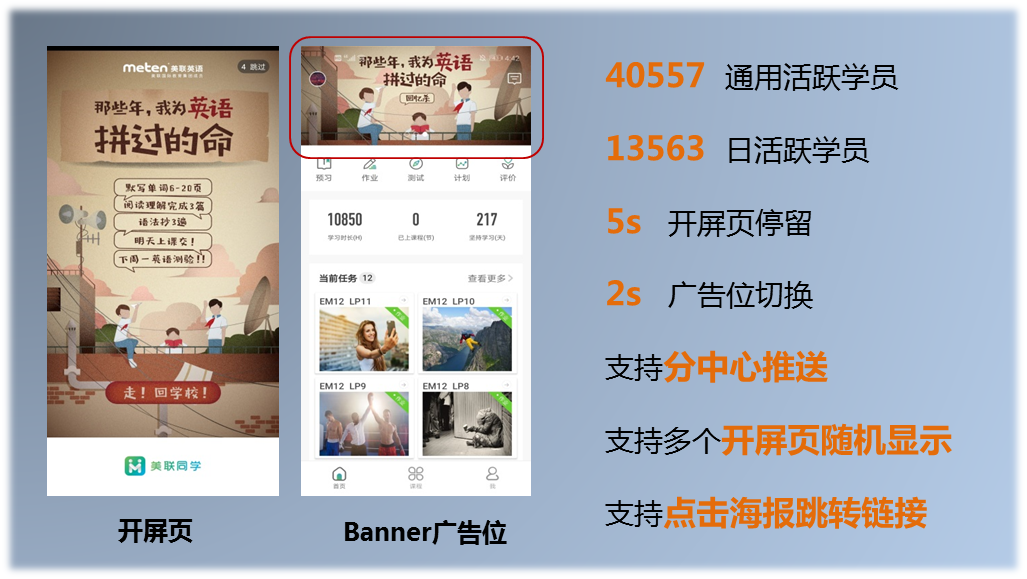 meten 美联英语
4 跳过
那些年,我为英语
拼过的命
默写单词6-20页
阅读理解完成3篇
语法抄3遍
明天上课交!
下周一英语测验!!
走!回学校!
美联同学
开屏页
4:42
那些年,我为英语
拼过的命
回忆杀
预习 作业 测试 计划 评价
10850 0 217
学习时长(H) 已上课程(节) 坚持学习(天)
当前任务 12 查看更多
EM12 LP11 EM12 LP10
EM12 LP9 EM12 LP8
首页 课程 我
Banner广告位
40557 通用活跃学员
13563 日活跃学员
5s 开屏页停留
2s 广告位切换
支持分中心推送
支持多个开屏页随机显示
支持点击海报跳转链接